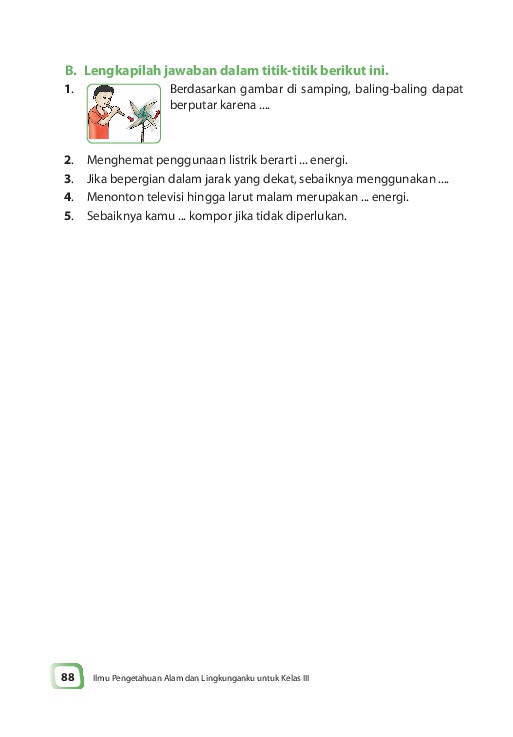 B. Lengkapilah jawaban dalam titik-titik berikut ini.
1. Berdasarkan gambar di samping, baling-baling dapat
berputar karena ....
2. Menghemat penggunaan listrik berarti ... energi.
3. Jika bepergian dalam jarak yang dekat, sebaiknya menggunakan ....
4. Menonton televisi hingga larut malam merupakan ... energi.
5. Sebaiknya kamu ... kompor jika tidak diperlukan.
88 Ilmu Pengetahuan Alam dan Lingkunganku untuk Kelas III